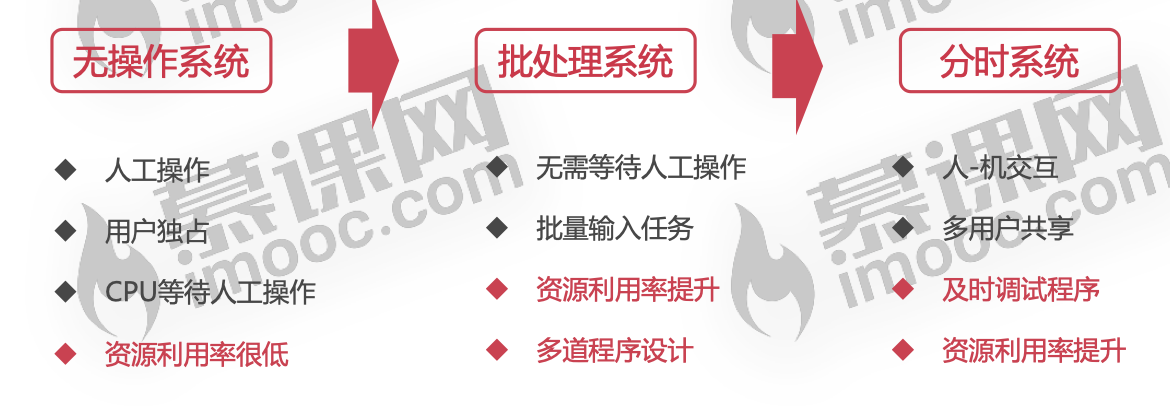 无操作系统
批处理系统
分时系统
人工操作
用户独占
CPU等待人工操作
资源利用率很低
无需等待人工操作
批量输入任务
资源利用率提升
多道程序设计
人-机交互
多用户共享
及时调试程序
资源利用率提升
imooc
imooc
慕课网
imooc.com
慕课网
imooc.com